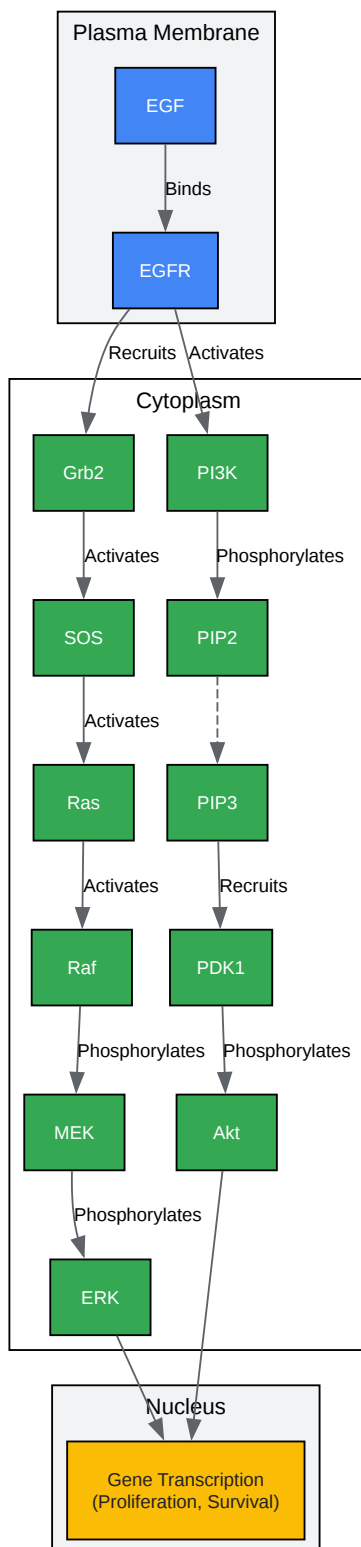 Plasma Membrane
EGF
Binds
EGFR
Recruits
Activates
Cytoplasm
Grb2
PI3K
Activates
Phosphorylates
SOS
PIP2
Activates
Ras
PIP3
Activates
Recruits
Raf
PDK1
Phosphorylates
Phosphorylates
MEK
Akt
Phosphorylates
ERK
Nucleus
Gene Transcription
(Proliferation, Survival)